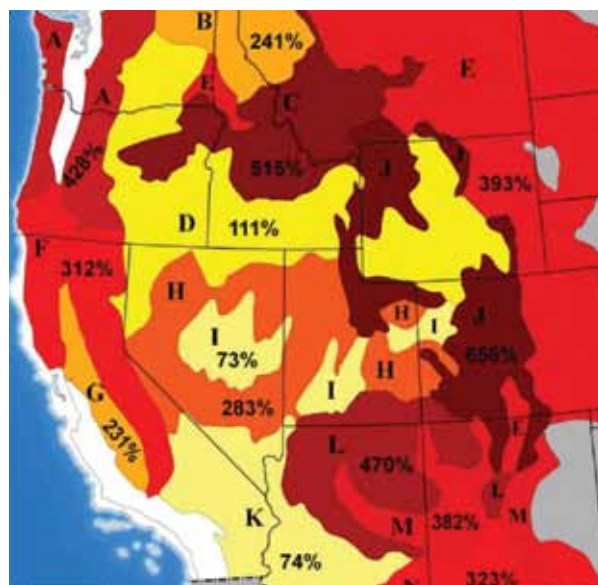 B
A
241%
E
E
A
C
428%
515%
J
J
393%
D
111%
F
312%
H
H
I
J
I
73%
656%
H
G
I
283%
231%
E
L
470%
L
K
M
382%
M
74%
323%